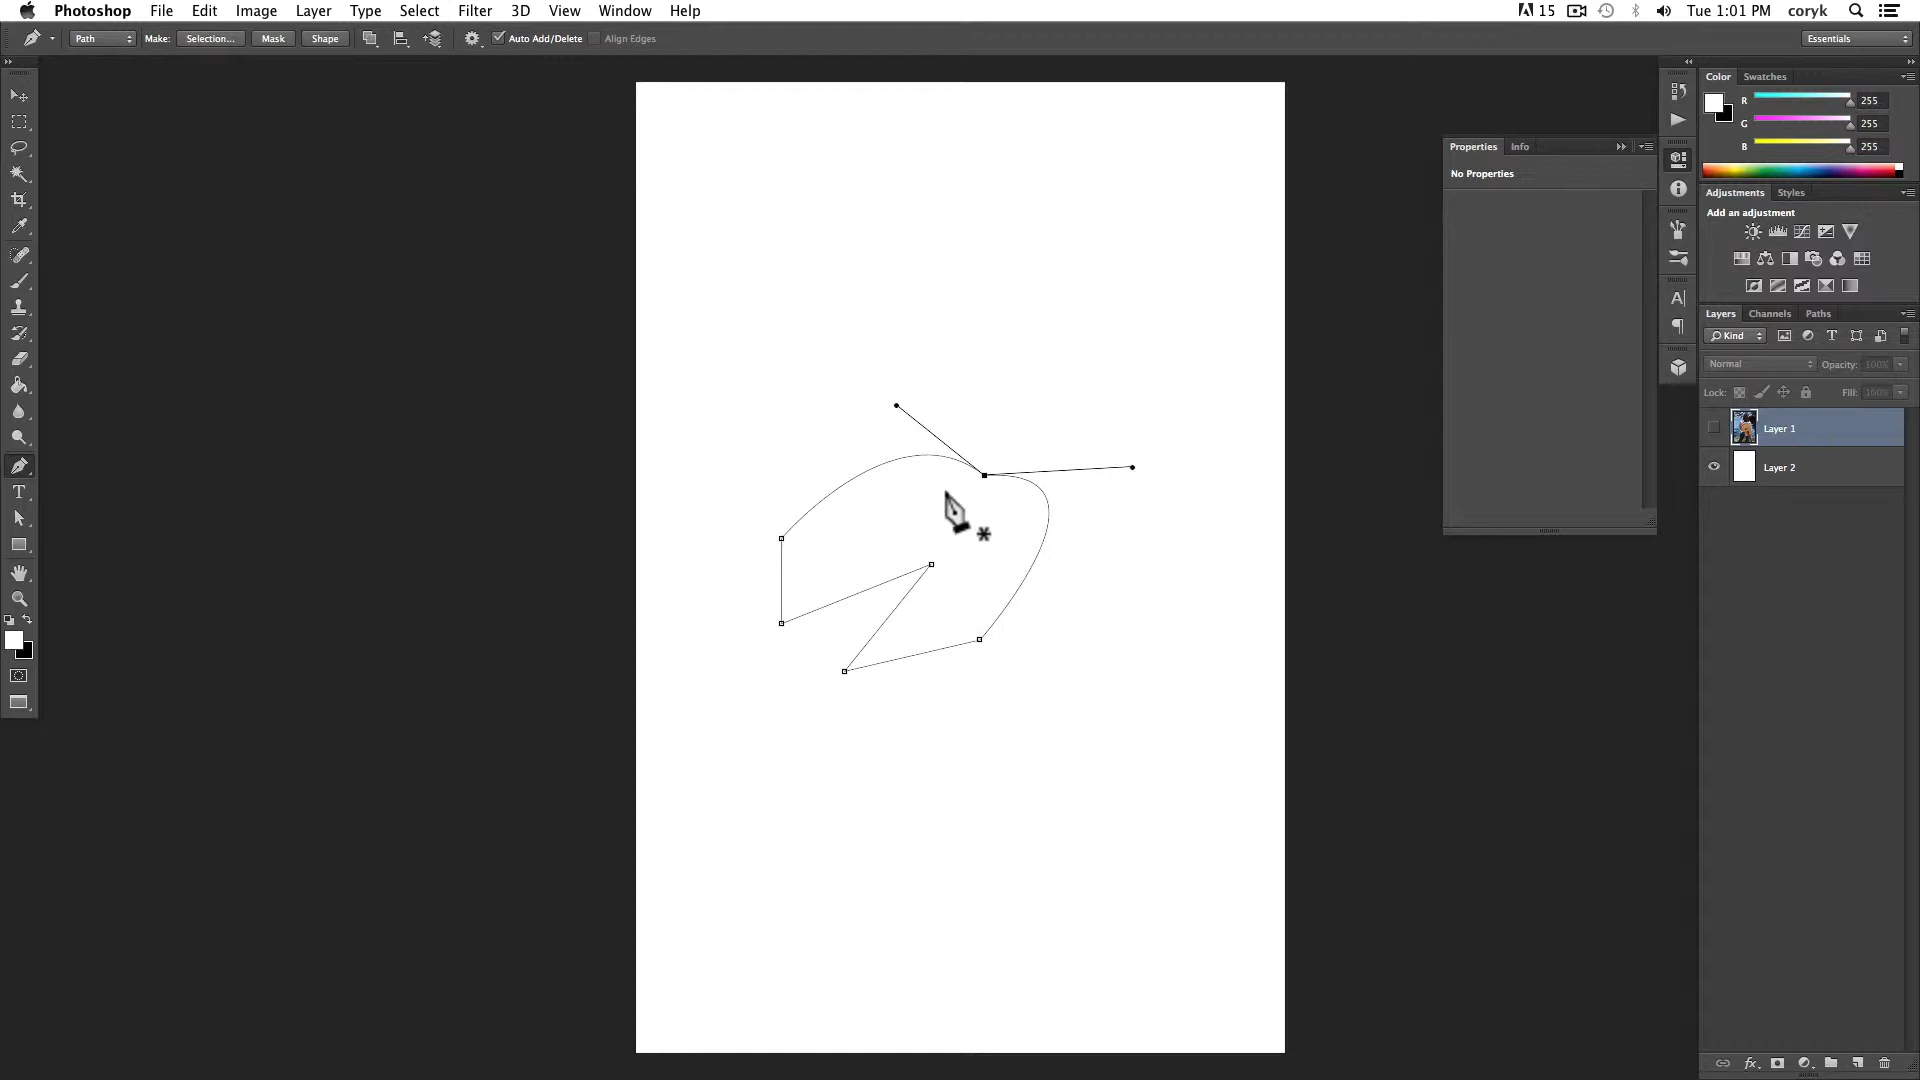 Photoshop File Edit Image Layer Type Select Filter 3D View Window Help 15 Tue 1:01 PM coryk
Path Make: Selection... Mask Shape Auto Add/Delete Align Edges Essentials
Color Swatches
R 255
G 255
B 255
Properties Info
No Properties
Adjustments Styles
Add an adjustment
Layers Channels Paths
Kind
Normal Opacity: 100%
Lock: Fill: 100%
Layer 1
Layer 2